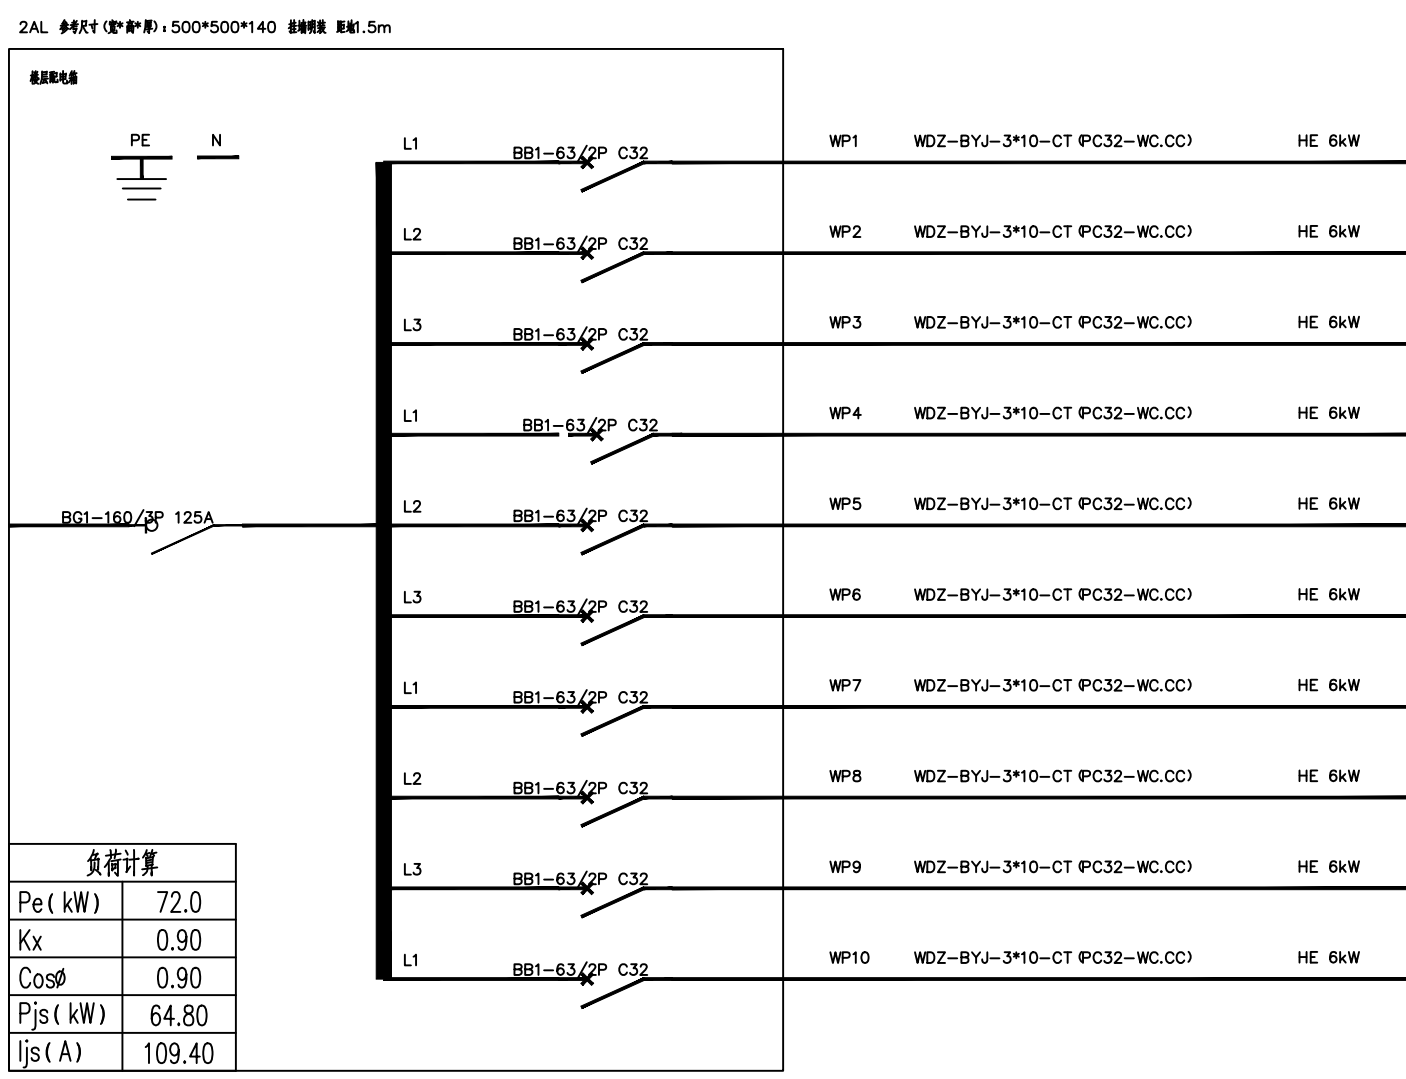 2AL 参考尺寸(宽*高*厚):500*500*140 挂墙明装 距地1.5m
楼层配电箱
PE N
L1 BB1-63/2P C32 WP1 WDZ-BYJ-3*10-CT(PC32-WC.CC) HE 6kW
L2 BB1-63/2P C32 WP2 WDZ-BYJ-3*10-CT(PC32-WC.CC) HE 6kW
L3 BB1-63/2P C32 WP3 WDZ-BYJ-3*10-CT(PC32-WC.CC) HE 6kW
L1 BB1-63/2P C32 WP4 WDZ-BYJ-3*10-CT(PC32-WC.CC) HE 6kW
BG1-160/3P 125A
L2 BB1-63/2P C32 WP5 WDZ-BYJ-3*10-CT(PC32-WC.CC) HE 6kW
L3 BB1-63/2P C32 WP6 WDZ-BYJ-3*10-CT(PC32-WC.CC) HE 6kW
L1 BB1-63/2P C32 WP7 WDZ-BYJ-3*10-CT(PC32-WC.CC) HE 6kW
L2 BB1-63/2P C32 WP8 WDZ-BYJ-3*10-CT(PC32-WC.CC) HE 6kW
L3 BB1-63/2P C32 WP9 WDZ-BYJ-3*10-CT(PC32-WC.CC) HE 6kW
L1 BB1-63/2P C32 WP10 WDZ-BYJ-3*10-CT(PC32-WC.CC) HE 6kW
负荷计算
Pe(kW) 72.0
Kx 0.90
Cosø 0.90
Pjs(kW) 64.80
Ijs(A) 109.40